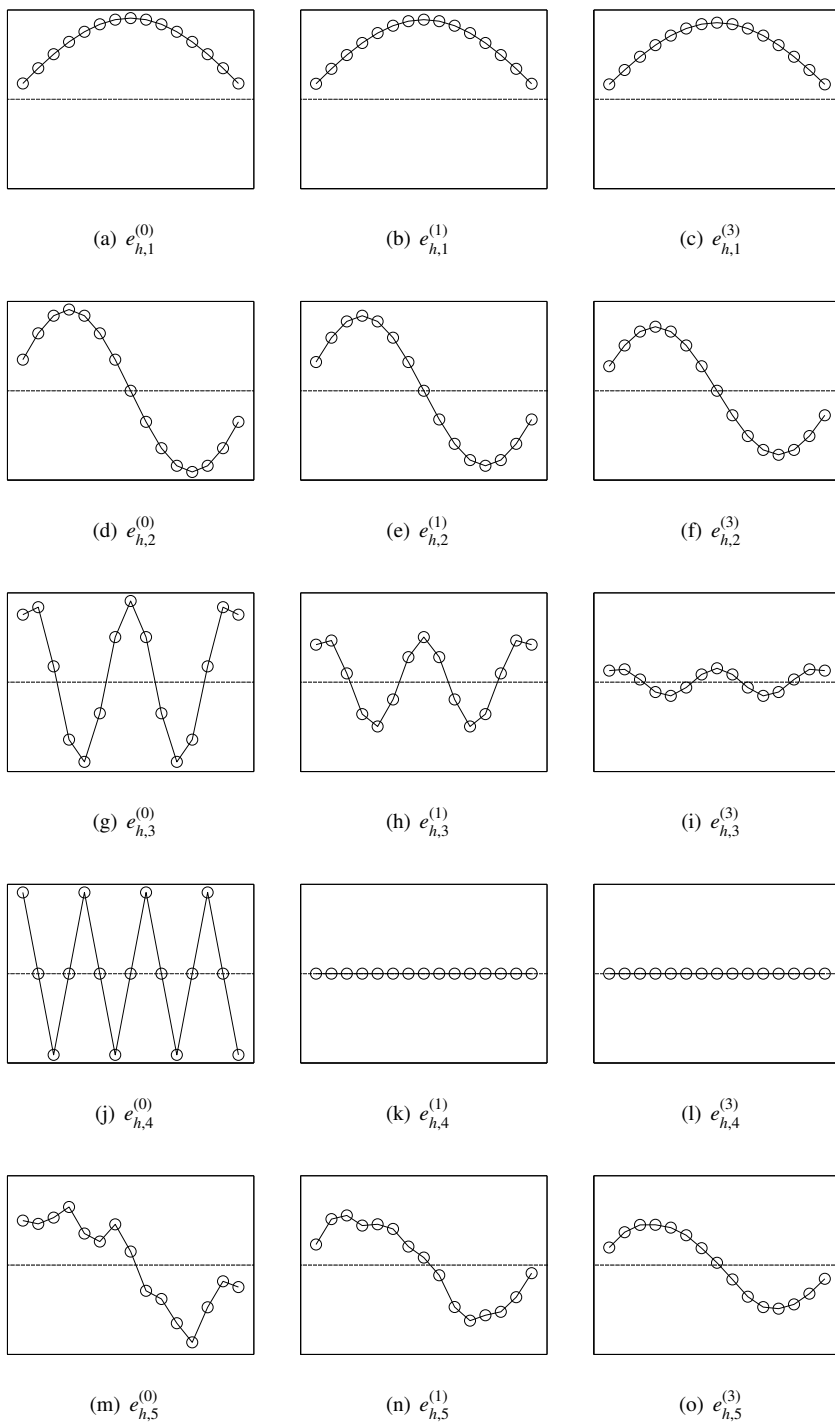 (a) e_{h,1}^{(0)} (b) e_{h,1}^{(1)} (c) e_{h,1}^{(3)}
(d) e_{h,2}^{(0)} (e) e_{h,2}^{(1)} (f) e_{h,2}^{(3)}
(g) e_{h,3}^{(0)} (h) e_{h,3}^{(1)} (i) e_{h,3}^{(3)}
(j) e_{h,4}^{(0)} (k) e_{h,4}^{(1)} (l) e_{h,4}^{(3)}
(m) e_{h,5}^{(0)} (n) e_{h,5}^{(1)} (o) e_{h,5}^{(3)}